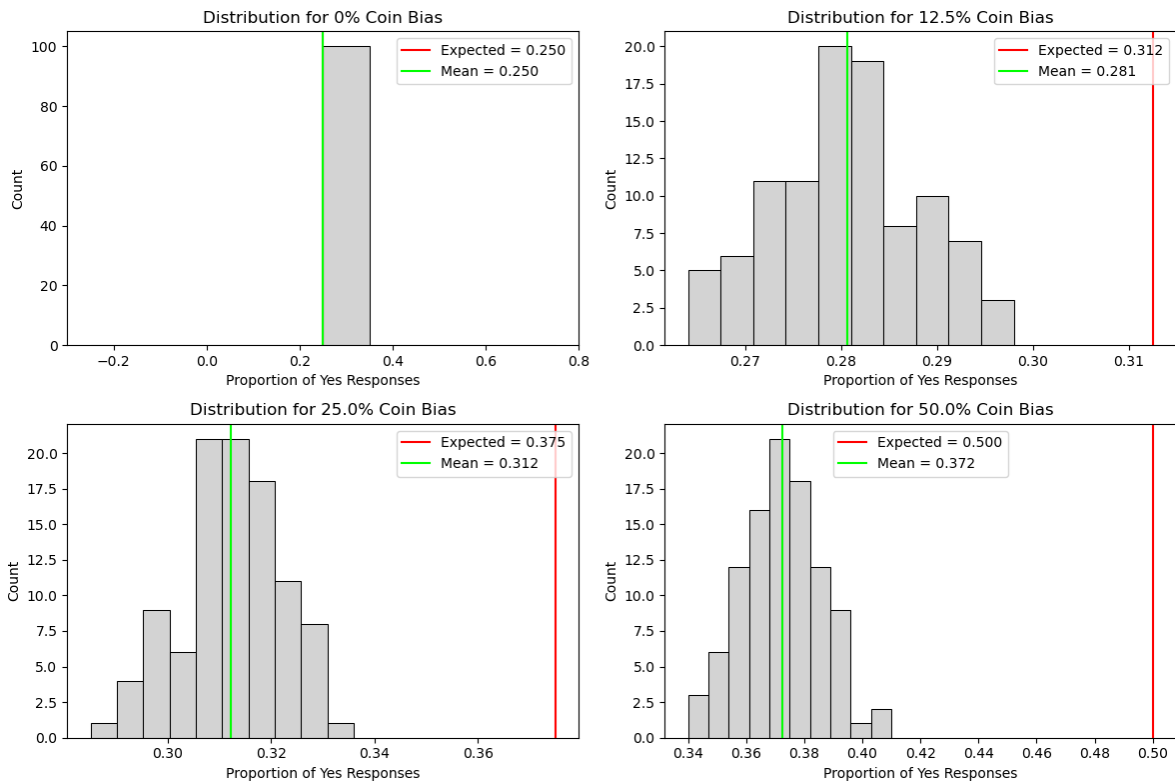 Distribution for 0% Coin Bias
Expected = 0.250
Mean = 0.250
Count
100
80
60
40
20
0
−0.2
0.0
0.2
0.4
0.6
0.8
Proportion of Yes Responses
Distribution for 12.5% Coin Bias
Expected = 0.312
Mean = 0.281
Count
20.0
17.5
15.0
12.5
10.0
7.5
5.0
2.5
0.0
0.27
0.28
0.29
0.30
0.31
Proportion of Yes Responses
Distribution for 25.0% Coin Bias
Expected = 0.375
Mean = 0.312
Count
20.0
17.5
15.0
12.5
10.0
7.5
5.0
2.5
0.0
0.30
0.32
0.34
0.36
Proportion of Yes Responses
Distribution for 50.0% Coin Bias
Expected = 0.500
Mean = 0.372
Count
20.0
17.5
15.0
12.5
10.0
7.5
5.0
2.5
0.0
0.34
0.36
0.38
0.40
0.42
0.44
0.46
0.48
0.50
Proportion of Yes Responses